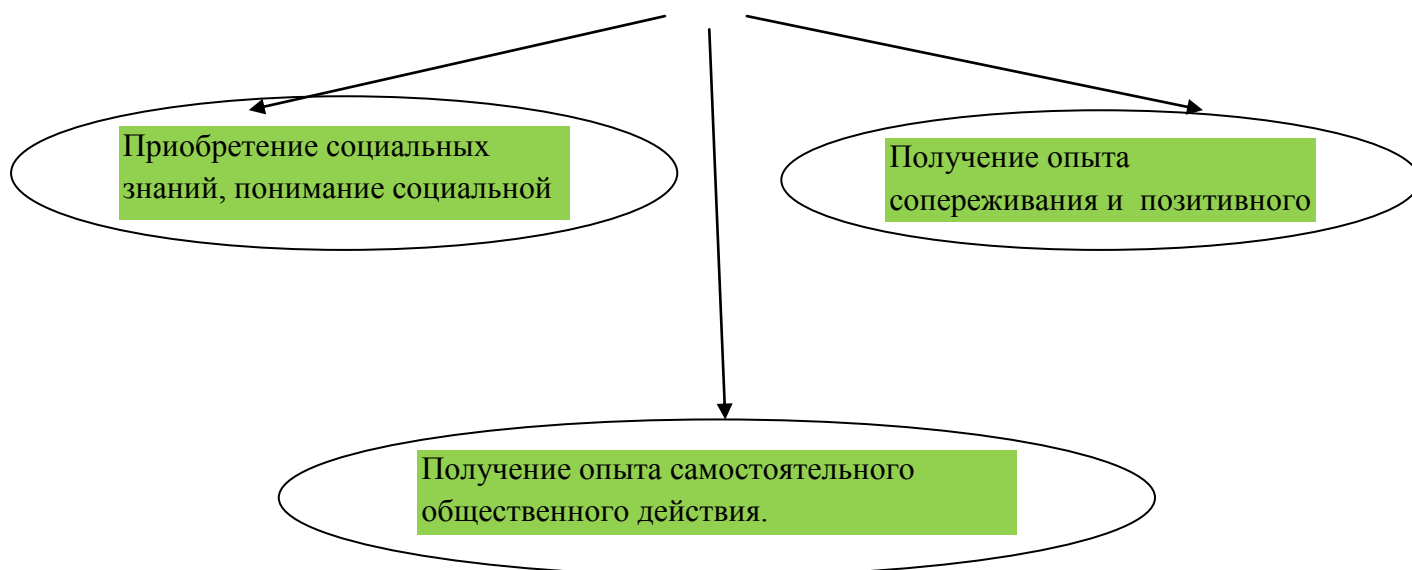 Приобретение социальных
знаний, понимание социальной
Получение опыта
сопереживания и позитивного
Получение опыта самостоятельного
общественного действия.